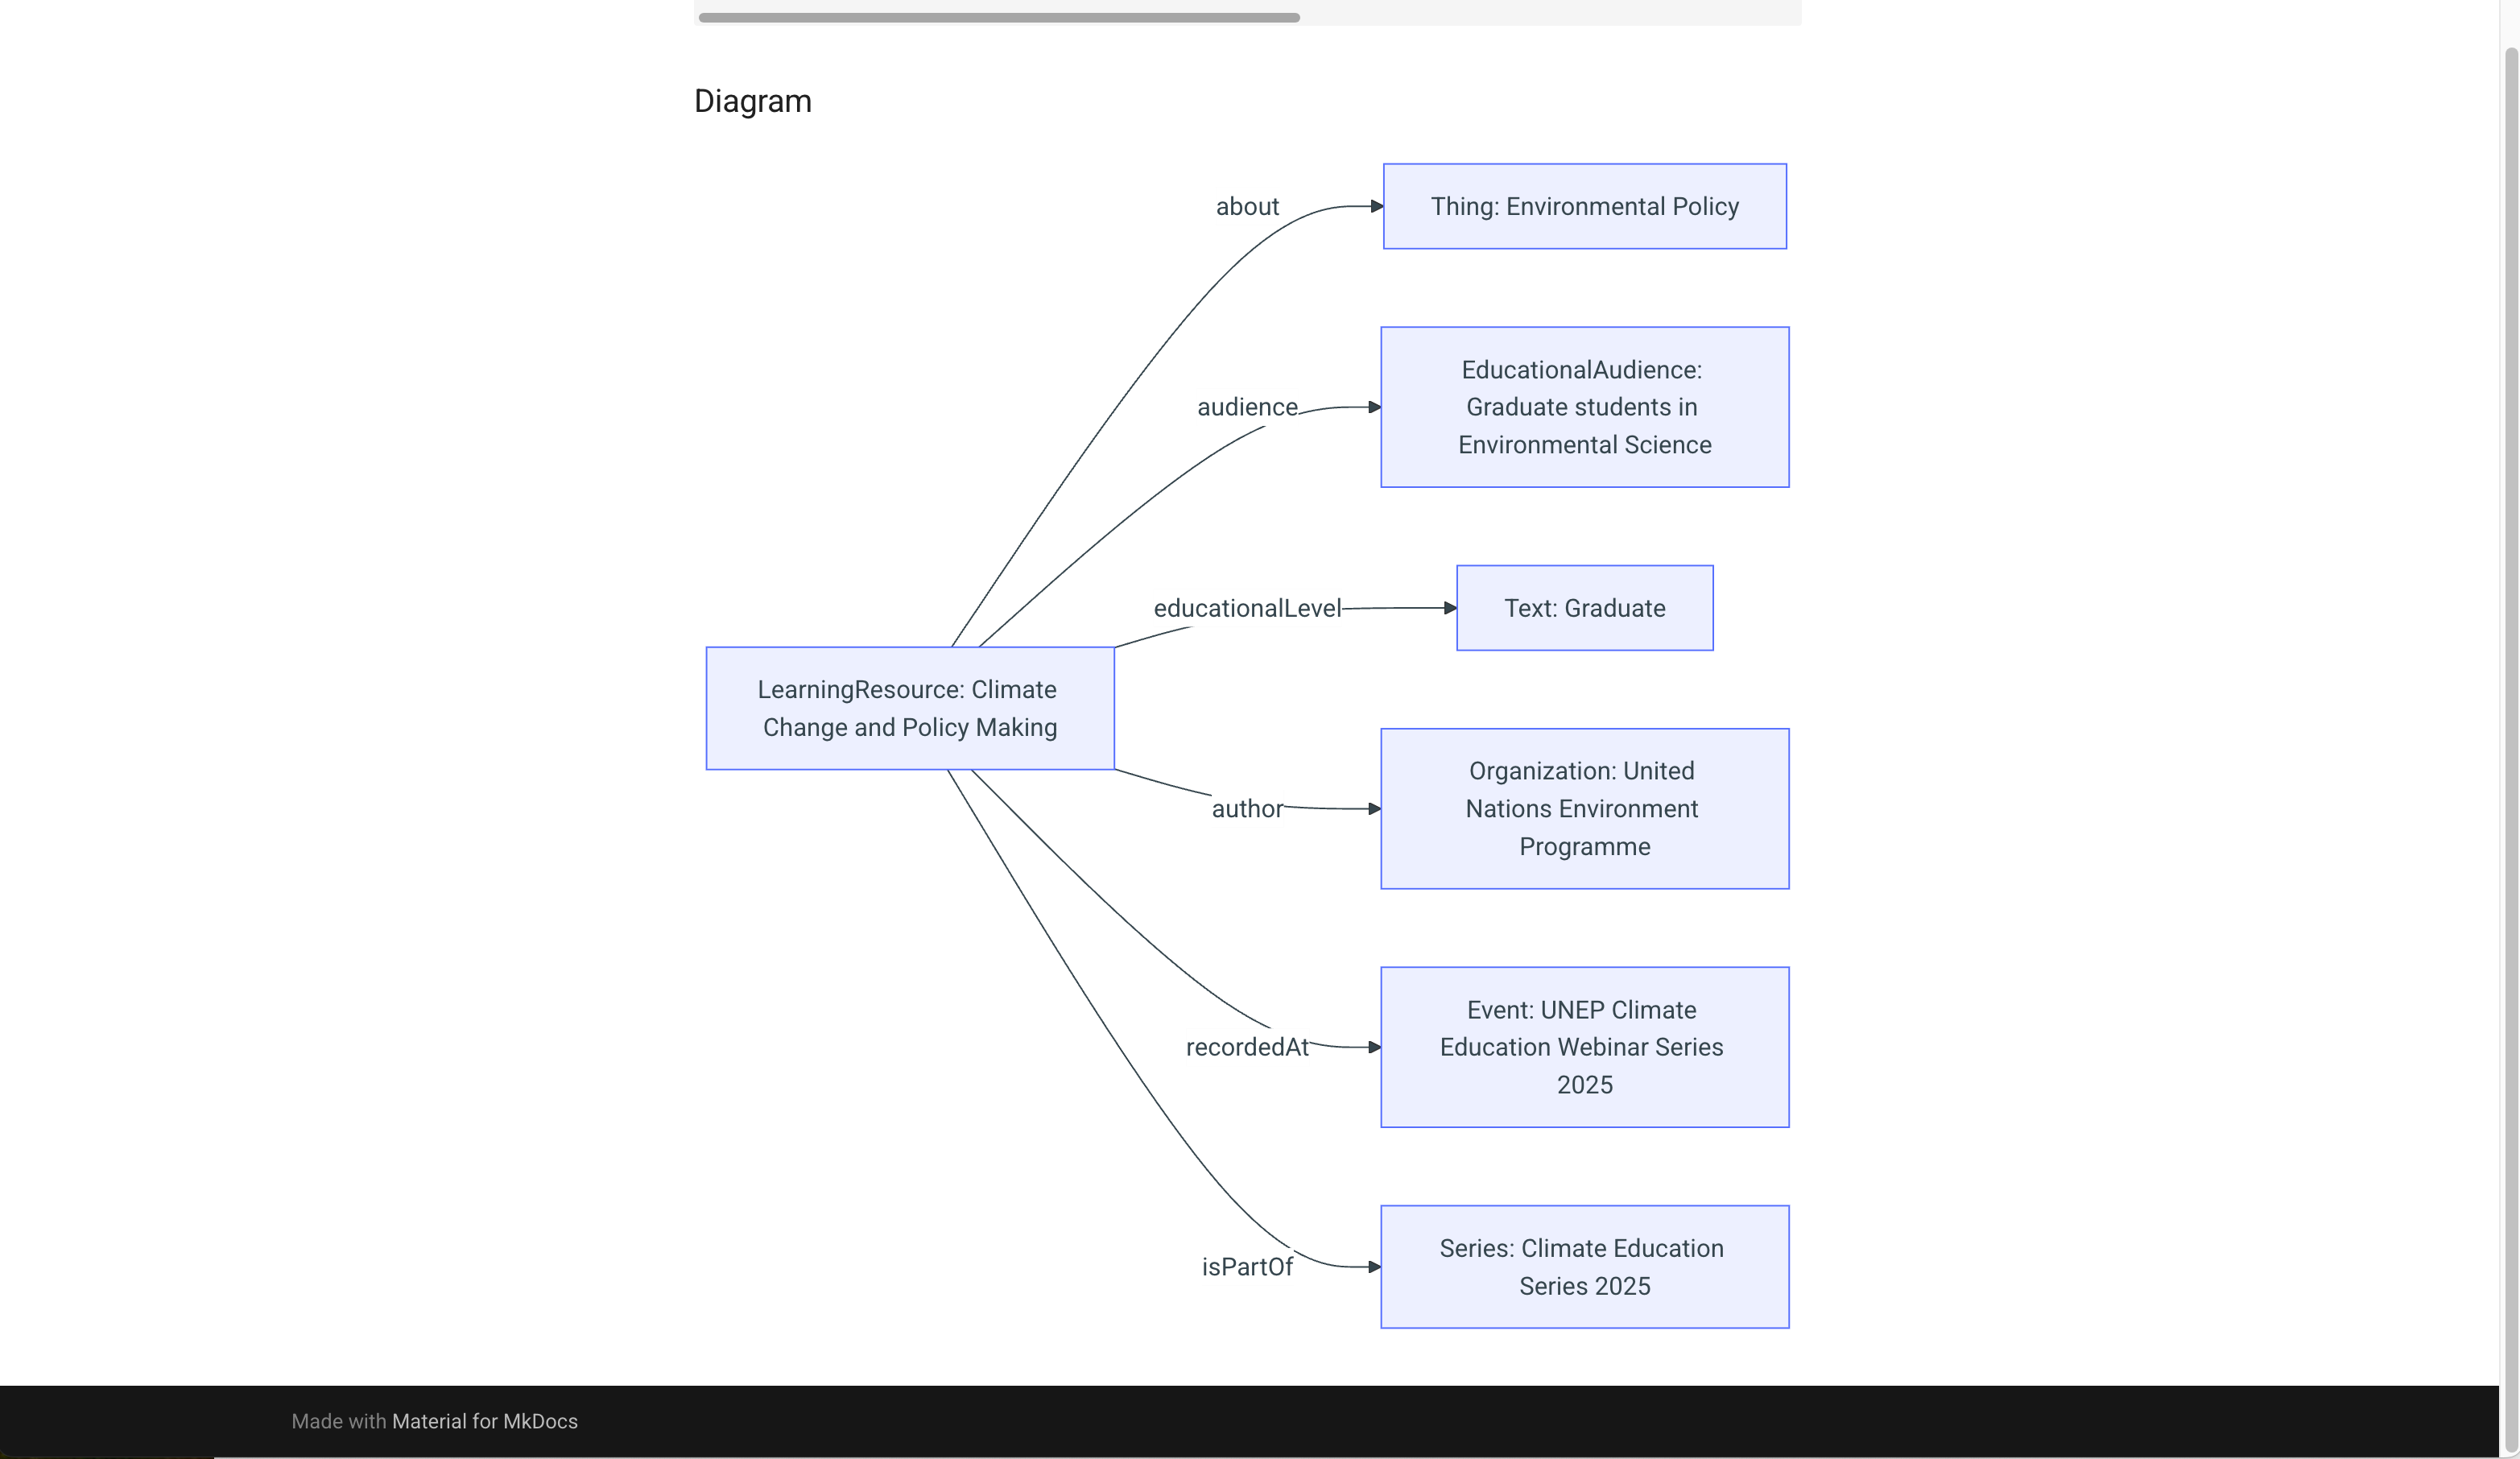 Diagram
about
Thing: Environmental Policy
audience
EducationalAudience:
Graduate students in
Environmental Science
educationalLevel
Text: Graduate
LearningResource: Climate
Change and Policy Making
author
Organization: United
Nations Environment
Programme
recordedAt
Event: UNEP Climate
Education Webinar Series
2025
isPartOf
Series: Climate Education
Series 2025
Made with Material for MkDocs